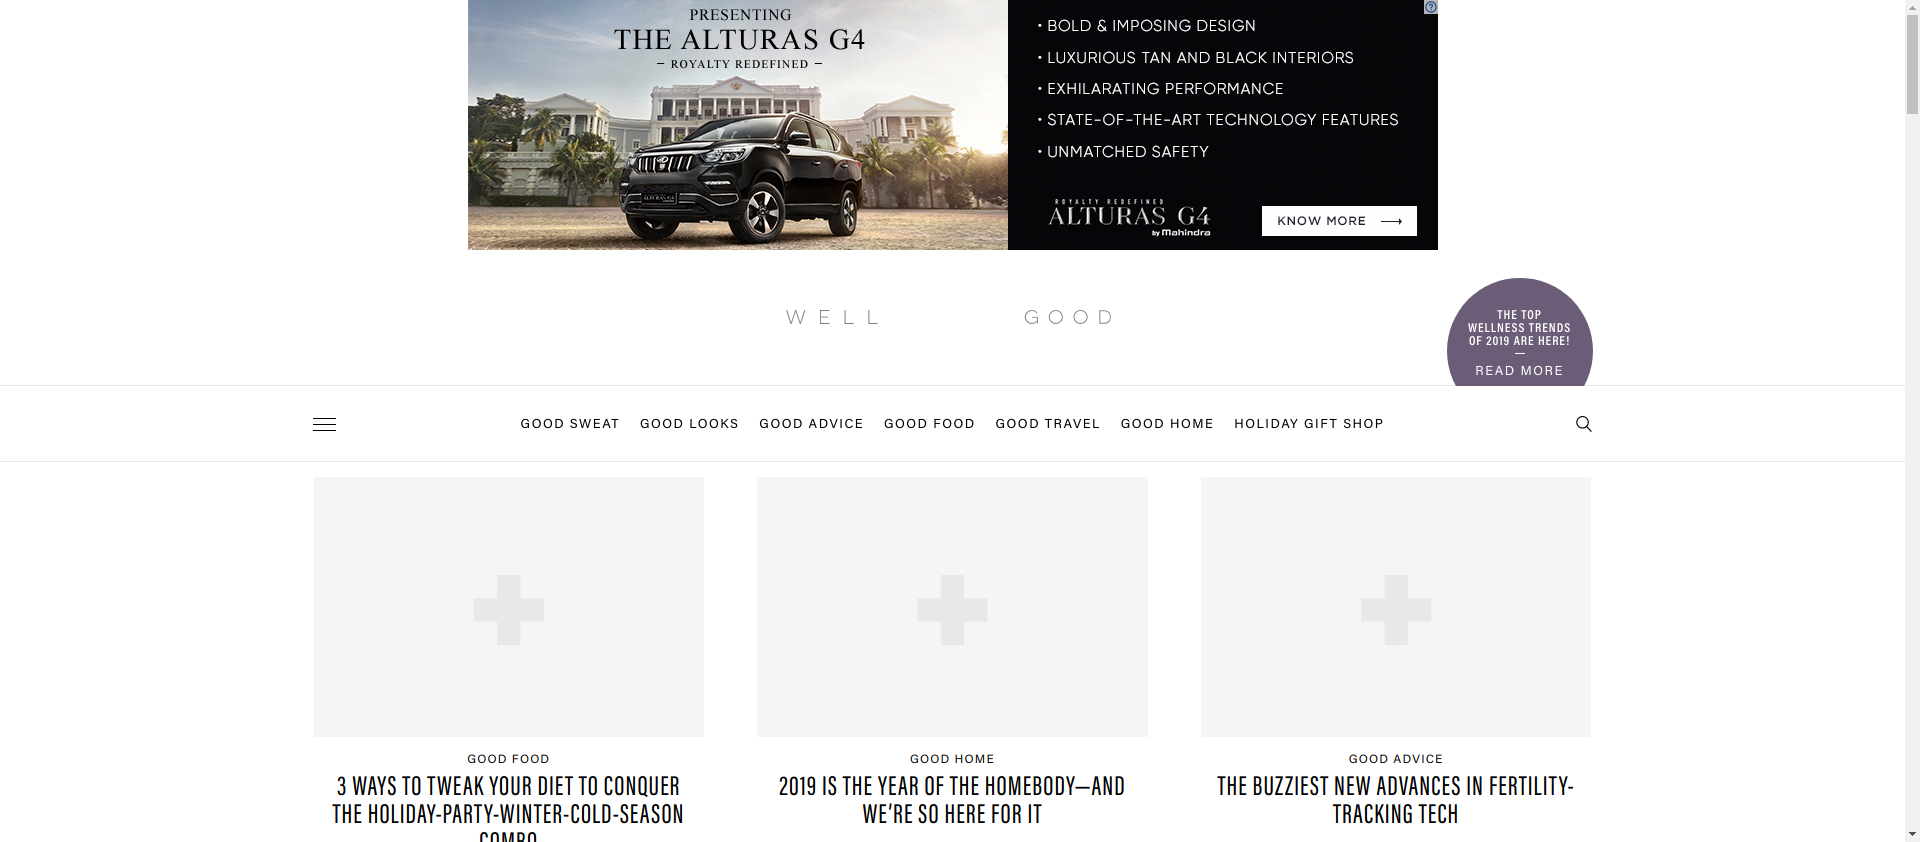 PRESENTING
THE ALTURAS G4
– ROYALTY REDEFINED –
ALTURAS G4
• BOLD & IMPOSING DESIGN
• LUXURIOUS TAN AND BLACK INTERIORS
• EXHILARATING PERFORMANCE
• STATE-OF-THE-ART TECHNOLOGY FEATURES
• UNMATCHED SAFETY
ROYALTY REDEFINED
ALTURAS G4
by Mahindra
KNOW MORE
WELL GOOD
THE TOP
WELLNESS TRENDS
OF 2019 ARE HERE!
READ MORE
GOOD SWEAT GOOD LOOKS GOOD ADVICE GOOD FOOD GOOD TRAVEL GOOD HOME HOLIDAY GIFT SHOP
GOOD FOOD
3 WAYS TO TWEAK YOUR DIET TO CONQUER
THE HOLIDAY-PARTY-WINTER-COLD-SEASON
COMBO
GOOD HOME
2019 IS THE YEAR OF THE HOMEBODY—AND
WE'RE SO HERE FOR IT
GOOD ADVICE
THE BUZZIEST NEW ADVANCES IN FERTILITY-
TRACKING TECH